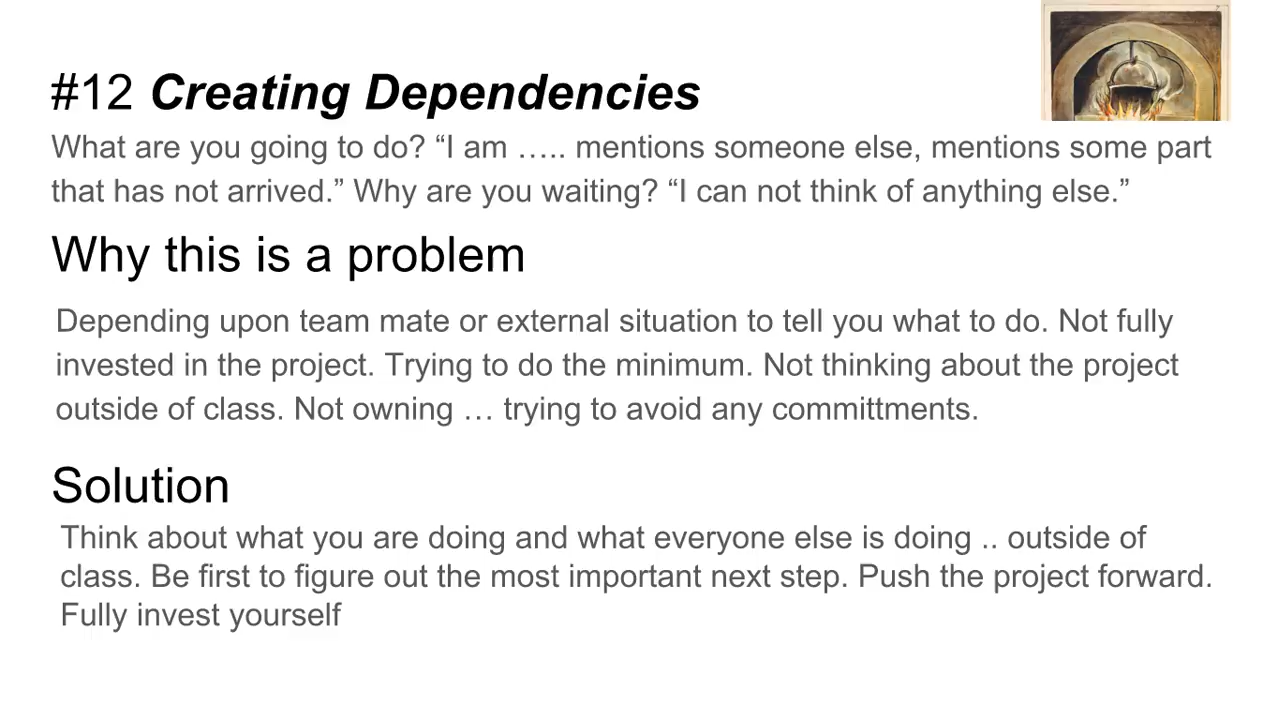 #12 Creating Dependencies
What are you going to do? “I am ….. mentions someone else, mentions some part
that has not arrived.” Why are you waiting? “I can not think of anything else.”
Why this is a problem
Depending upon team mate or external situation to tell you what to do. Not fully
invested in the project. Trying to do the minimum. Not thinking about the project
outside of class. Not owning … trying to avoid any committments.
Solution
Think about what you are doing and what everyone else is doing .. outside of
class. Be first to figure out the most important next step. Push the project forward.
Fully invest yourself